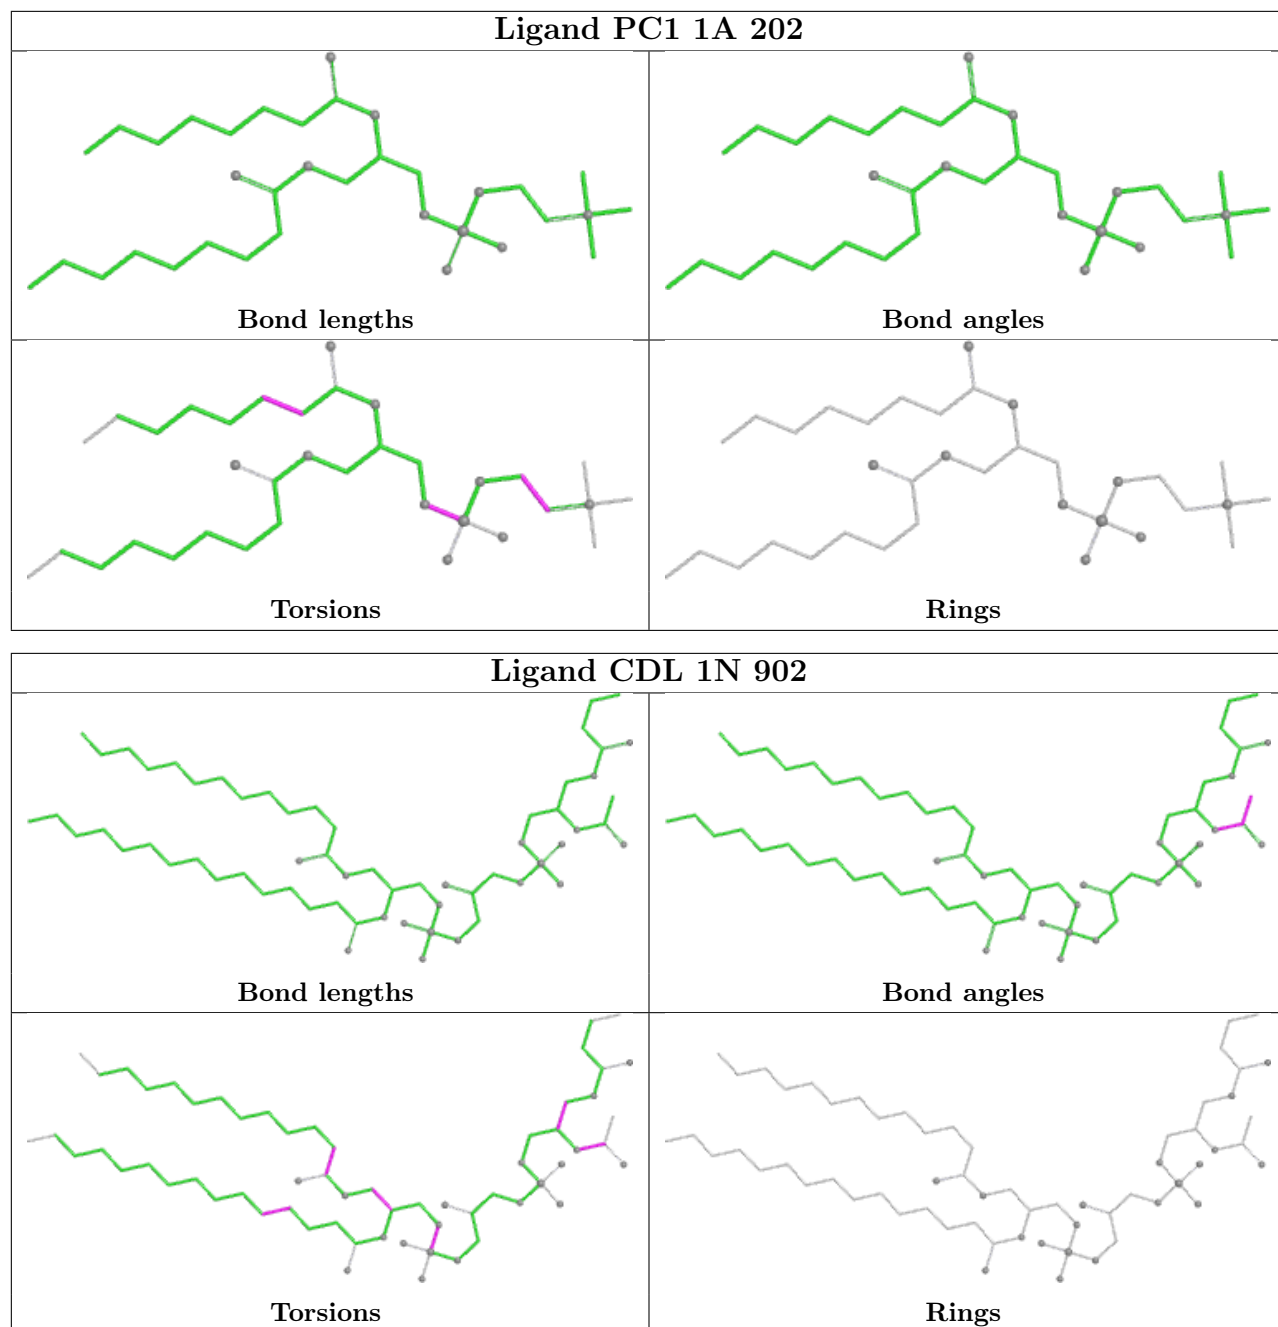 Ligand PC1 1A 202
Bond lengths
Bond angles
Torsions
Rings
Ligand CDL 1N 902
Bond lengths
Bond angles
Torsions
Rings